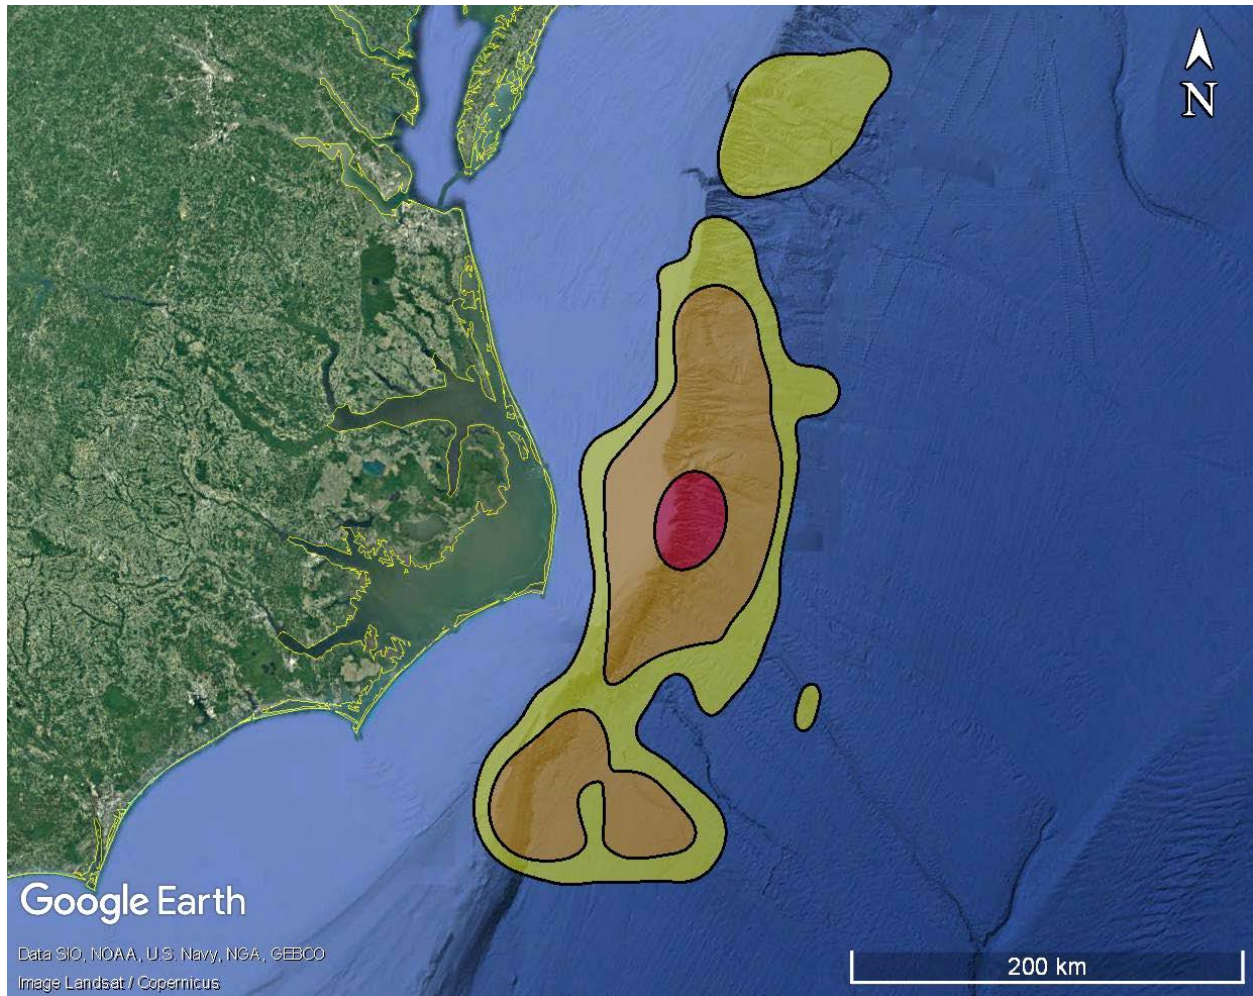 N
Google Earth
Data SIO, NOAA, U.S. Navy, NGA, GEBCO
Image Landsat / Copernicus
200 km